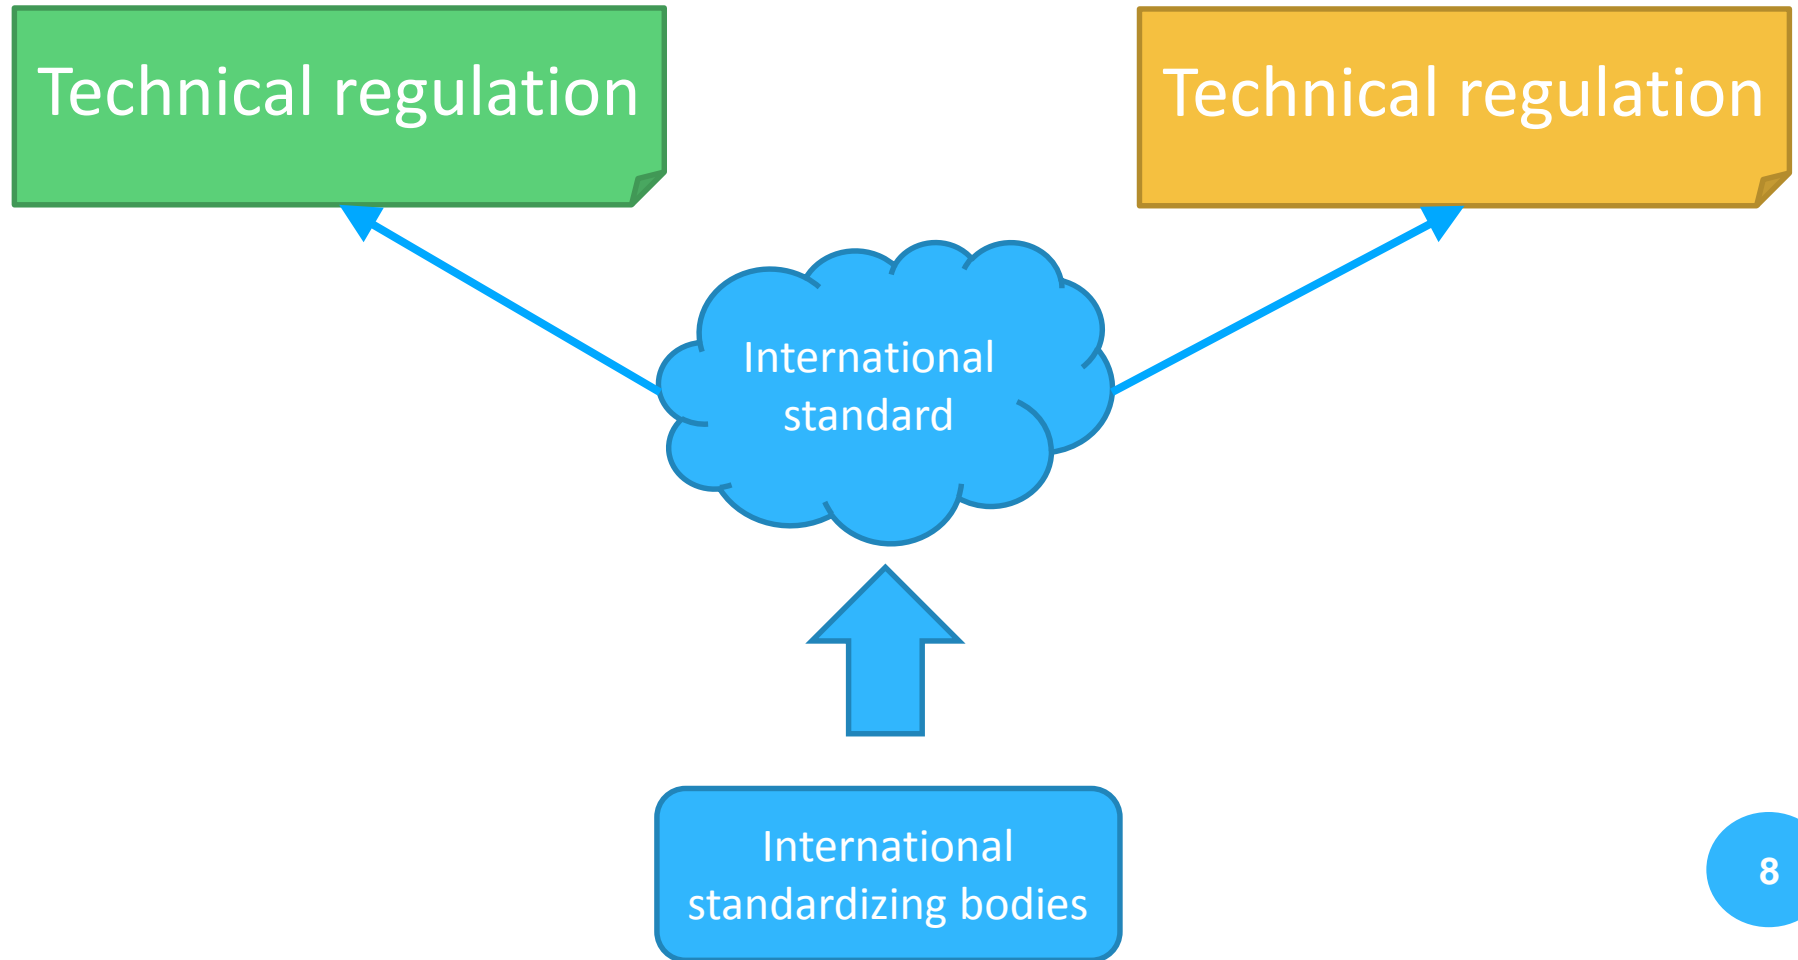 Technical regulation
Technical regulation
International
standard
International
standardizing bodies
8